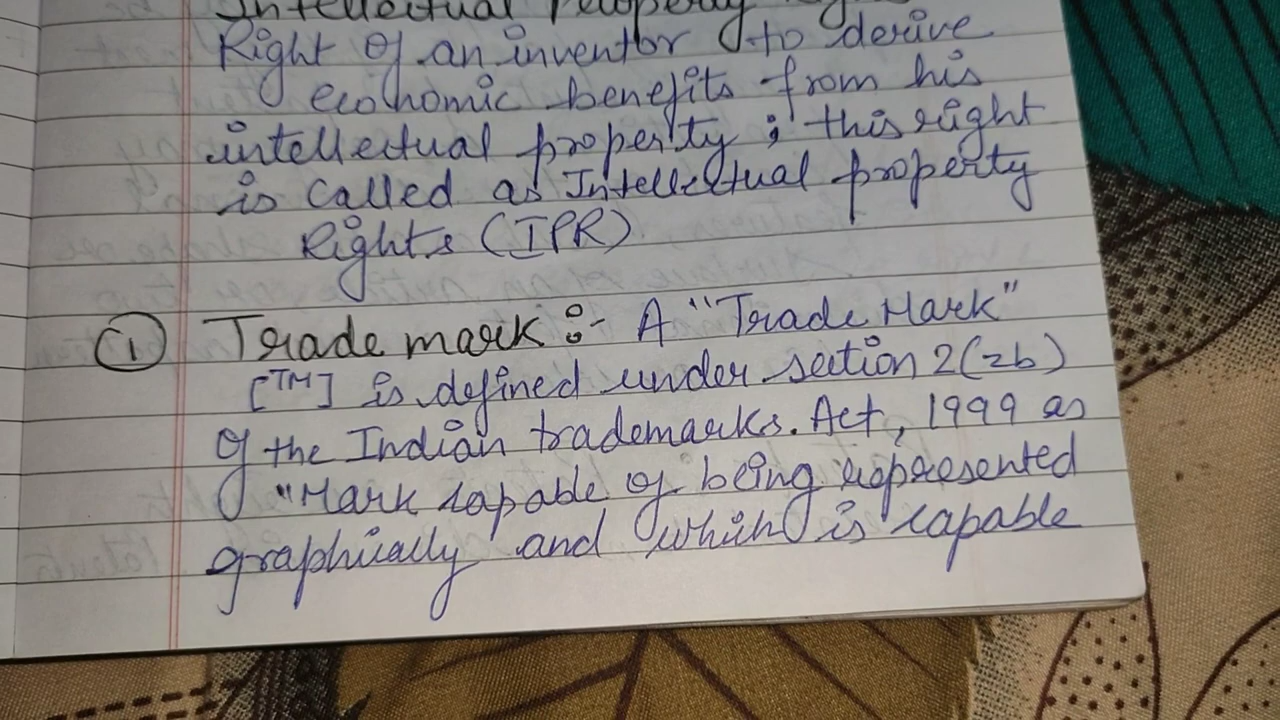 Intellectual Property
Right of an inventor to derive
economic benefits from his
intellectual property ; this right
is called as Intellectual property
Rights (IPR)
(i) Trade mark :- A "Trade Mark"
[TM] is defined under section 2(zb)
of the Indian trademarks. Act, 1999 as
"Mark capable of being represented
graphically and which is capable